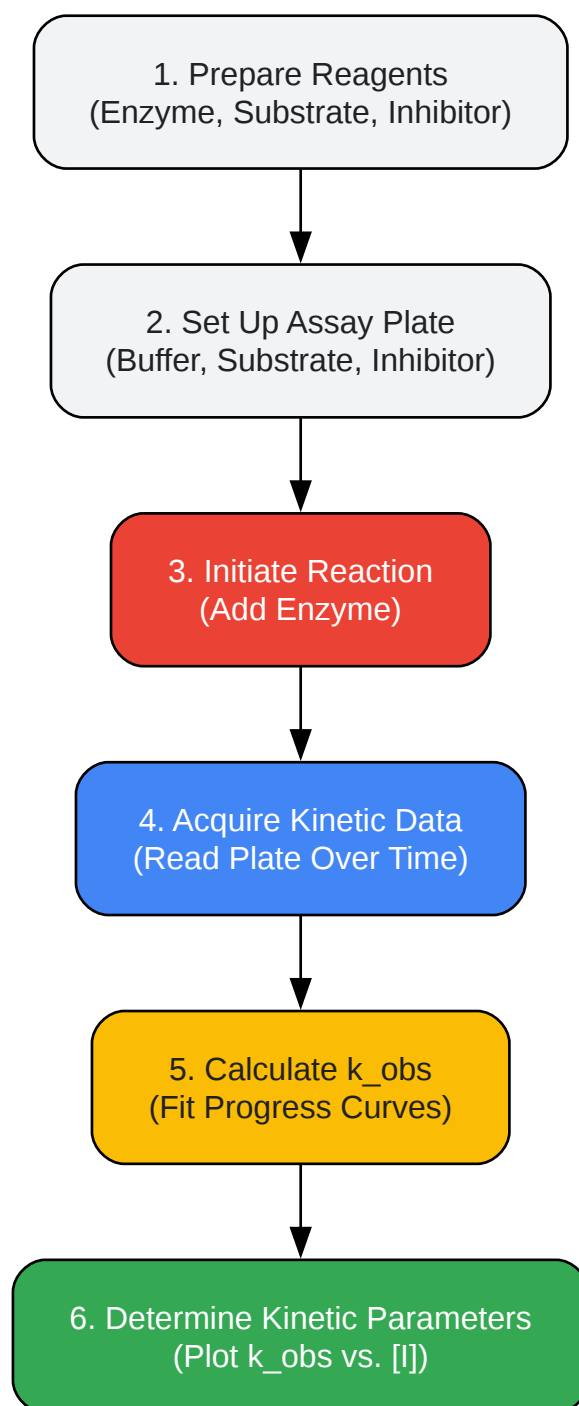 1. Prepare Reagents
(Enzyme, Substrate, Inhibitor)
2. Set Up Assay Plate
(Buffer, Substrate, Inhibitor)
3. Initiate Reaction
(Add Enzyme)
4. Acquire Kinetic Data
(Read Plate Over Time)
5. Calculate k_obs
(Fit Progress Curves)
6. Determine Kinetic Parameters
(Plot k_obs vs. [I])